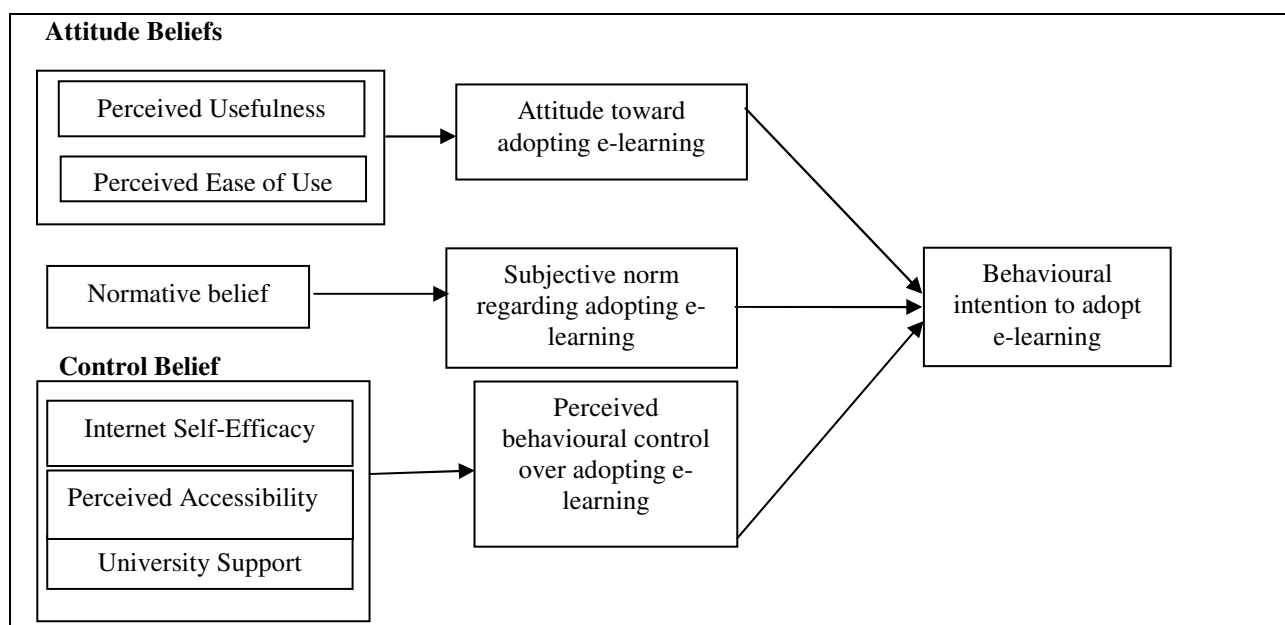 Attitude Beliefs
Perceived Usefulness
Perceived Ease of Use
Attitude toward
adopting e-learning
Normative belief
Subjective norm
regarding adopting e-
learning
Behavioural
intention to adopt
e-learning
Control Belief
Internet Self-Efficacy
Perceived Accessibility
University Support
Perceived
behavioural control
over adopting e-
learning